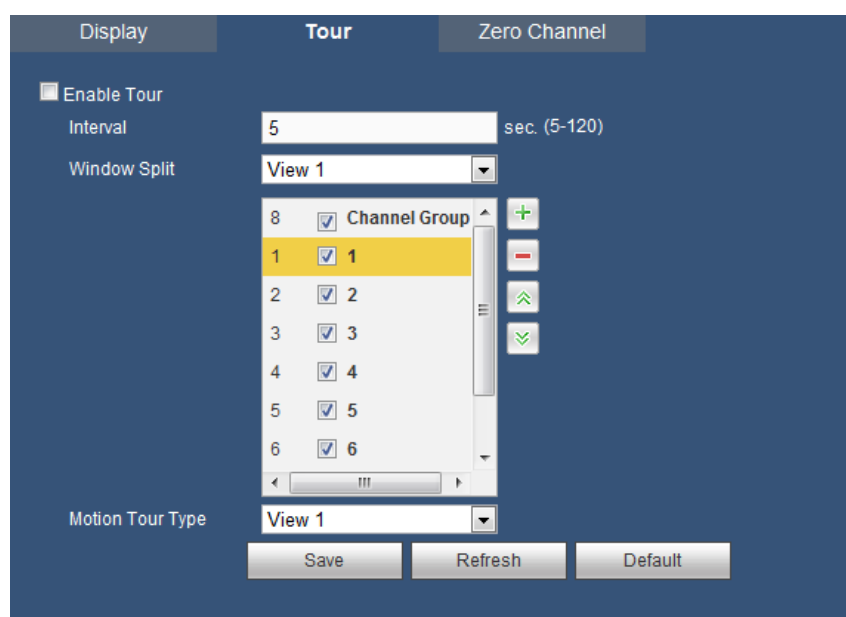 Display Tour Zero Channel
Enable Tour
Interval 5 sec. (5-120)
Window Split View 1
8 Channel Group
1 1
2 2
3 3
4 4
5 5
6 6
Motion Tour Type View 1
Save Refresh Default